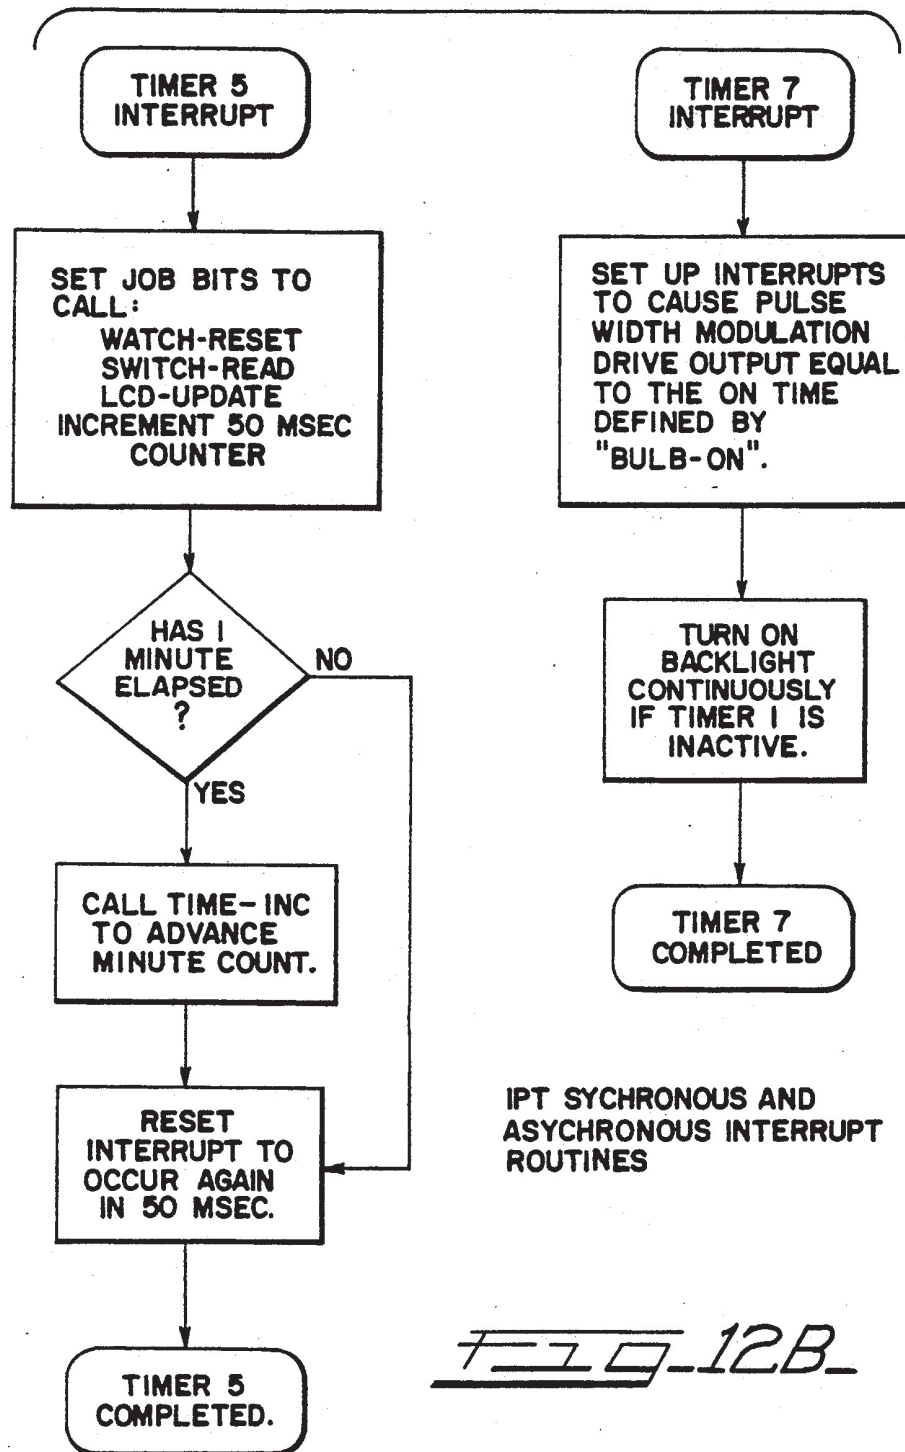 TIMER 5
INTERRUPT
SET JOB BITS TO
CALL:
WATCH-RESET
SWITCH-READ
LCD-UPDATE
INCREMENT 50 MSEC
COUNTER
HAS 1
MINUTE
ELAPSED
?
NO
YES
CALL TIME-INC
TO ADVANCE
MINUTE COUNT.
RESET
INTERRUPT TO
OCCUR AGAIN
IN 50 MSEC.
TIMER 5
COMPLETED.
TIMER 7
INTERRUPT
SET UP INTERRUPTS
TO CAUSE PULSE
WIDTH MODULATION
DRIVE OUTPUT EQUAL
TO THE ON TIME
DEFINED BY
"BULB-ON".
TURN ON
BACKLIGHT
CONTINUOUSLY
IF TIMER 1 IS
INACTIVE.
TIMER 7
COMPLETED
IPT SYCHRONOUS AND
ASYCHRONOUS INTERRUPT
ROUTINES
Fig_12B_